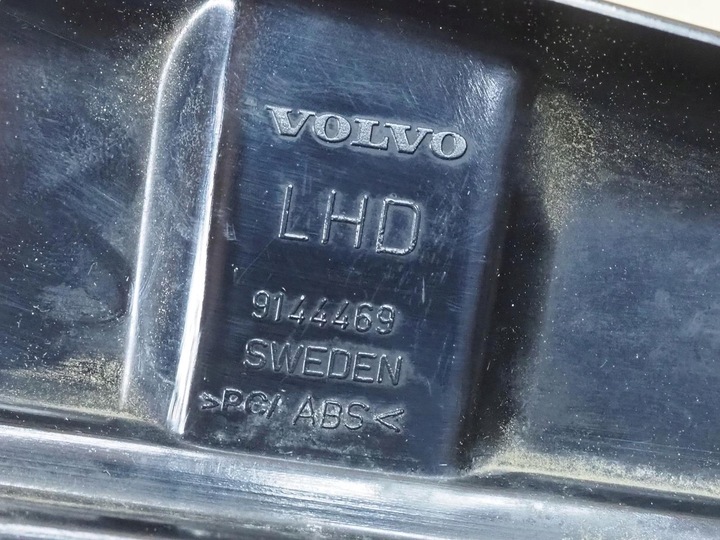 VOLVO
LHD
9144469
SWEDEN
>PC/ ABS<